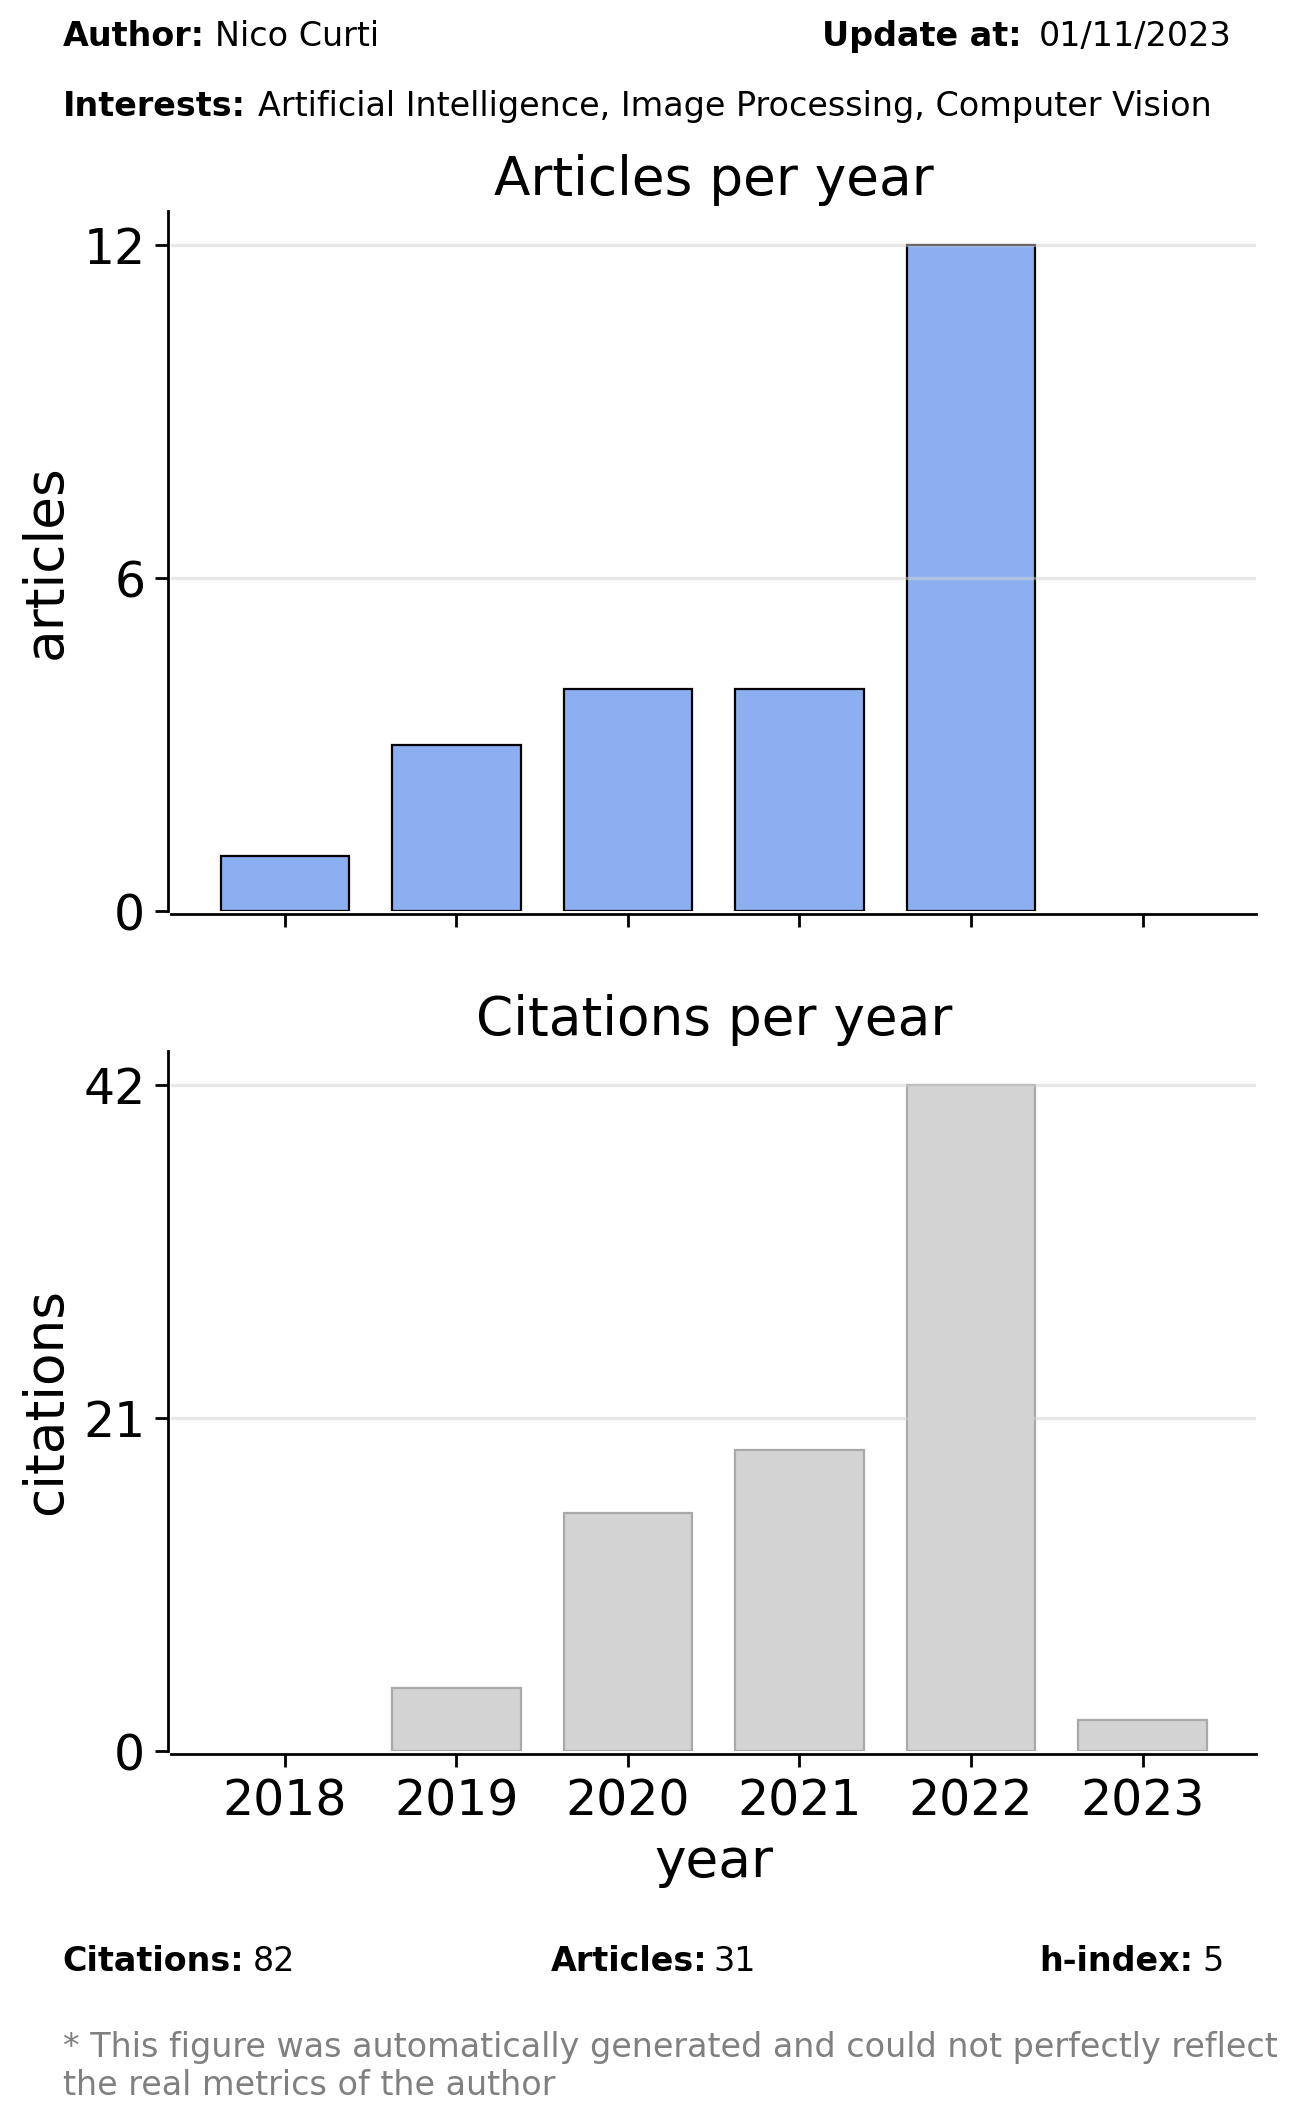 Author: Nico Curti Update at: 01/11/2023
Interests: Artificial Intelligence, Image Processing, Computer Vision
Articles per year
12
6
0
articles
Citations per year
42
21
0
citations
2018 2019 2020 2021 2022 2023
year
Citations: 82 Articles: 31 h-index: 5
* This figure was automatically generated and could not perfectly reflect
the real metrics of the author